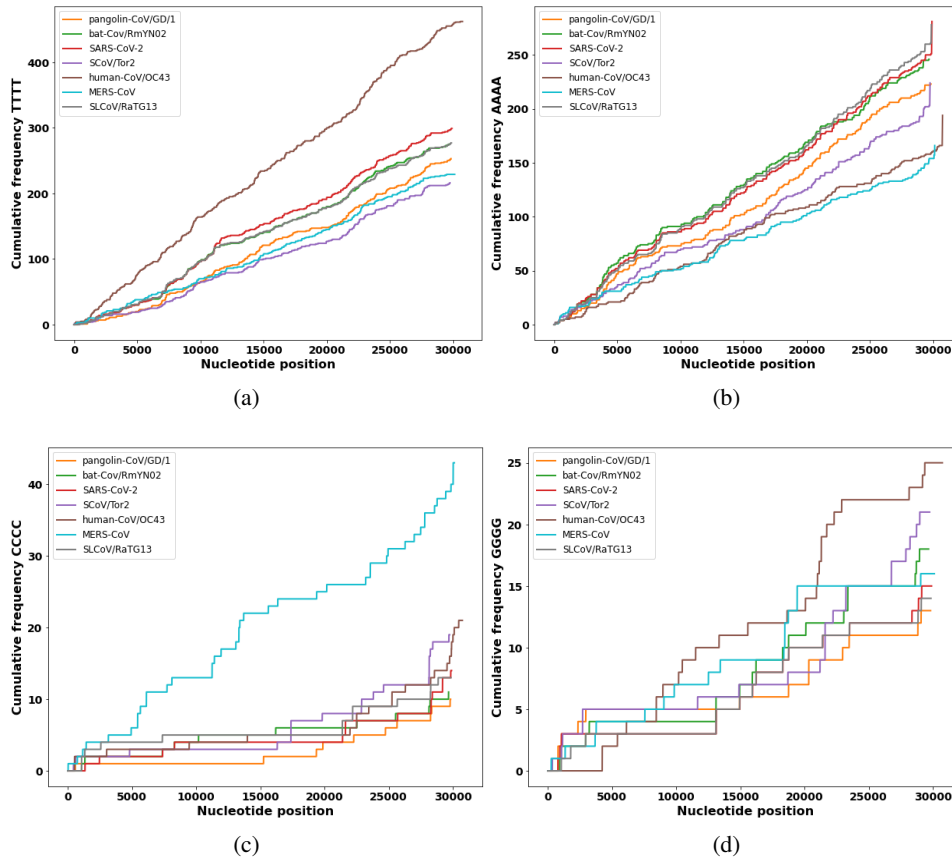 pangolin-CoV/GD/1
bat-Cov/RmYN02
SARS-CoV-2
SCoV/Tor2
human-CoV/OC43
MERS-CoV
SLCoV/RaTG13
Cumulative frequency TTTT
400
300
200
100
0
0 5000 10000 15000 20000 25000 30000
Nucleotide position
(a)
pangolin-CoV/GD/1
bat-Cov/RmYN02
SARS-CoV-2
SCoV/Tor2
human-CoV/OC43
MERS-CoV
SLCoV/RaTG13
Cumulative frequency AAAA
250
200
150
100
50
0
0 5000 10000 15000 20000 25000 30000
Nucleotide position
(b)
pangolin-CoV/GD/1
bat-Cov/RmYN02
SARS-CoV-2
SCoV/Tor2
human-CoV/OC43
MERS-CoV
SLCoV/RaTG13
Cumulative frequency CCCC
40
30
20
10
0
0 5000 10000 15000 20000 25000 30000
Nucleotide position
(c)
pangolin-CoV/GD/1
bat-Cov/RmYN02
SARS-CoV-2
SCoV/Tor2
human-CoV/OC43
MERS-CoV
SLCoV/RaTG13
Cumulative frequency GGGG
25
20
15
10
5
0
0 5000 10000 15000 20000 25000 30000
Nucleotide position
(d)